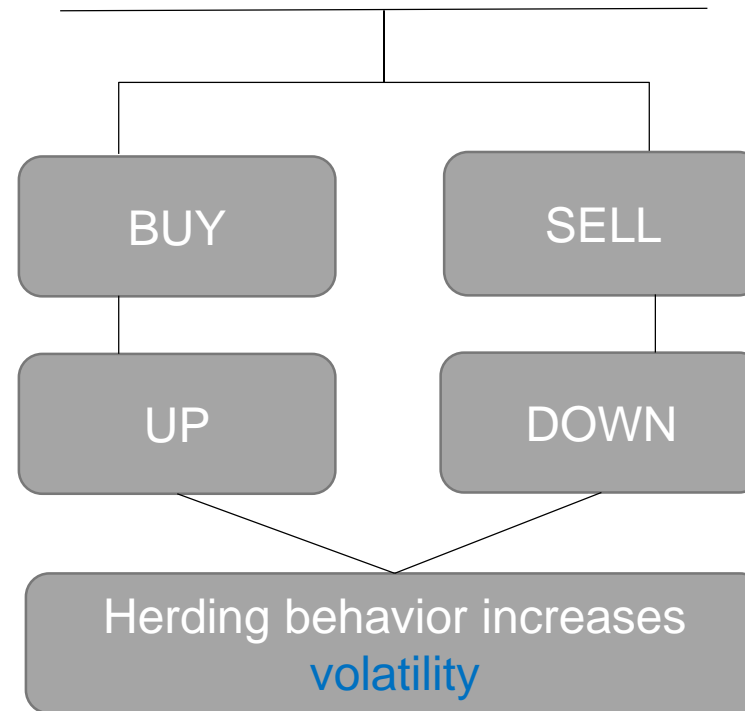 BUY
SELL
UP
DOWN
Herding behavior increases
volatility